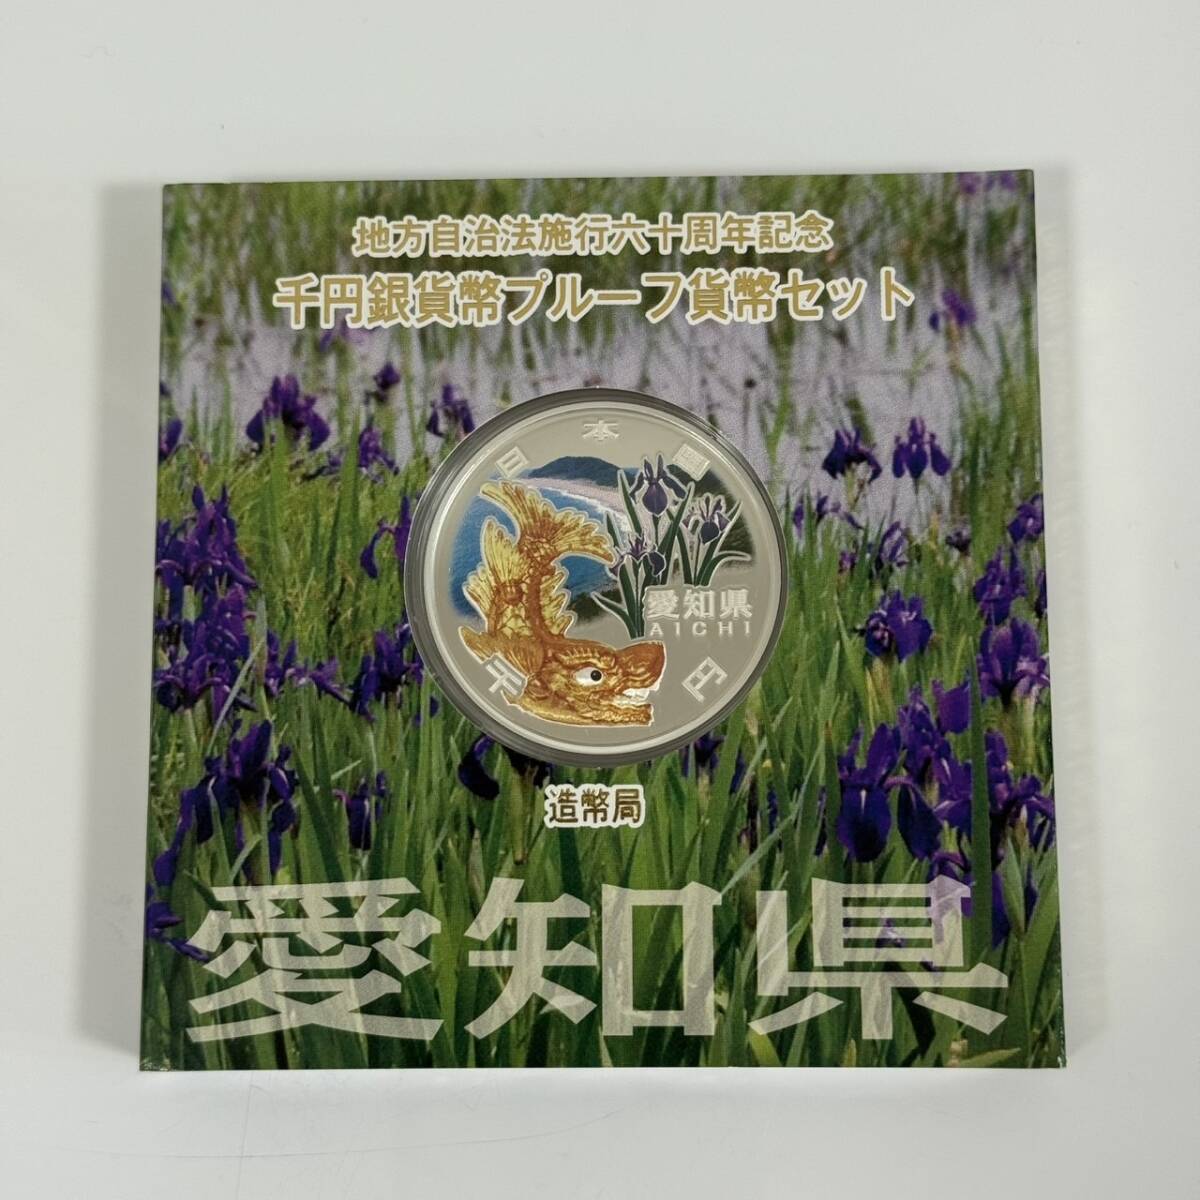 地方自治法施行六十周年記念
千円銀貨幣プルーフ貨幣セット
日本国
愛知県
AICHI
千円
造幣局
愛知県